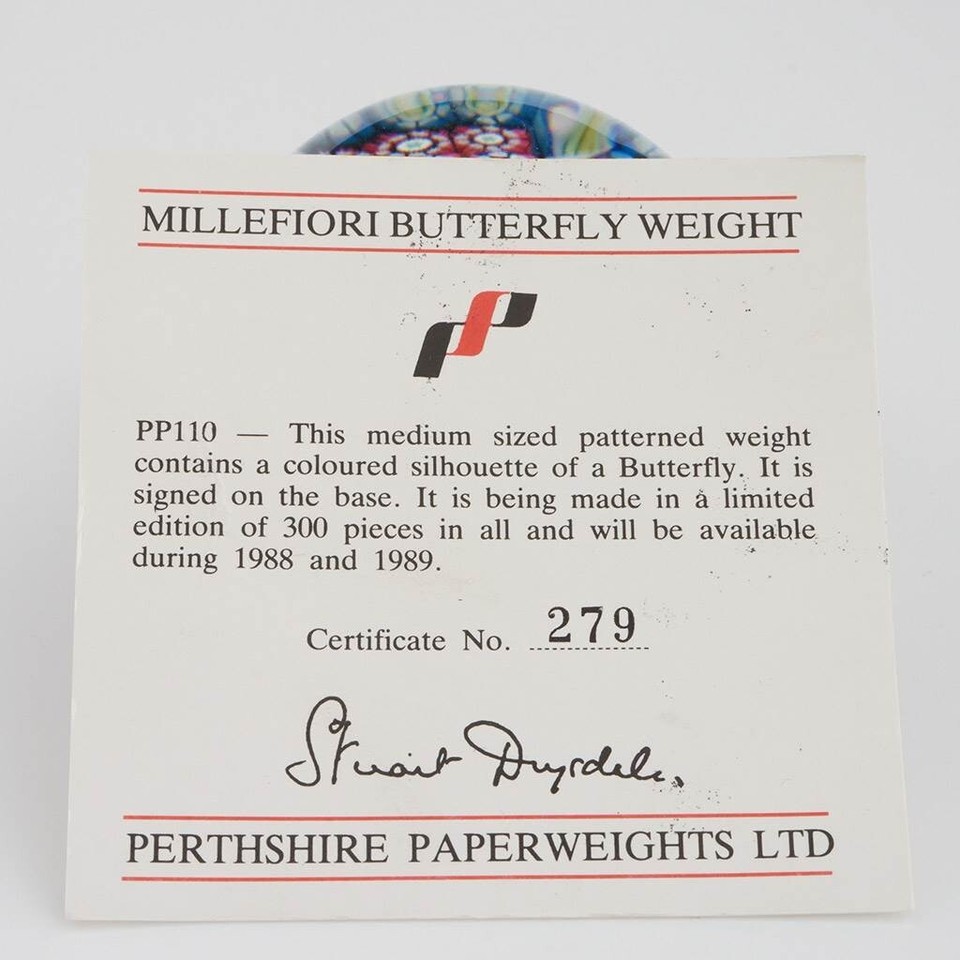 MILLEFIORI BUTTERFLY WEIGHT
PP110 — This medium sized patterned weight
contains a coloured silhouette of a Butterfly. It is
signed on the base. It is being made in a limited
edition of 300 pieces in all and will be available
during 1988 and 1989.
Certificate No. 279
Stuart Drysdale.
PERTHSHIRE PAPERWEIGHTS LTD